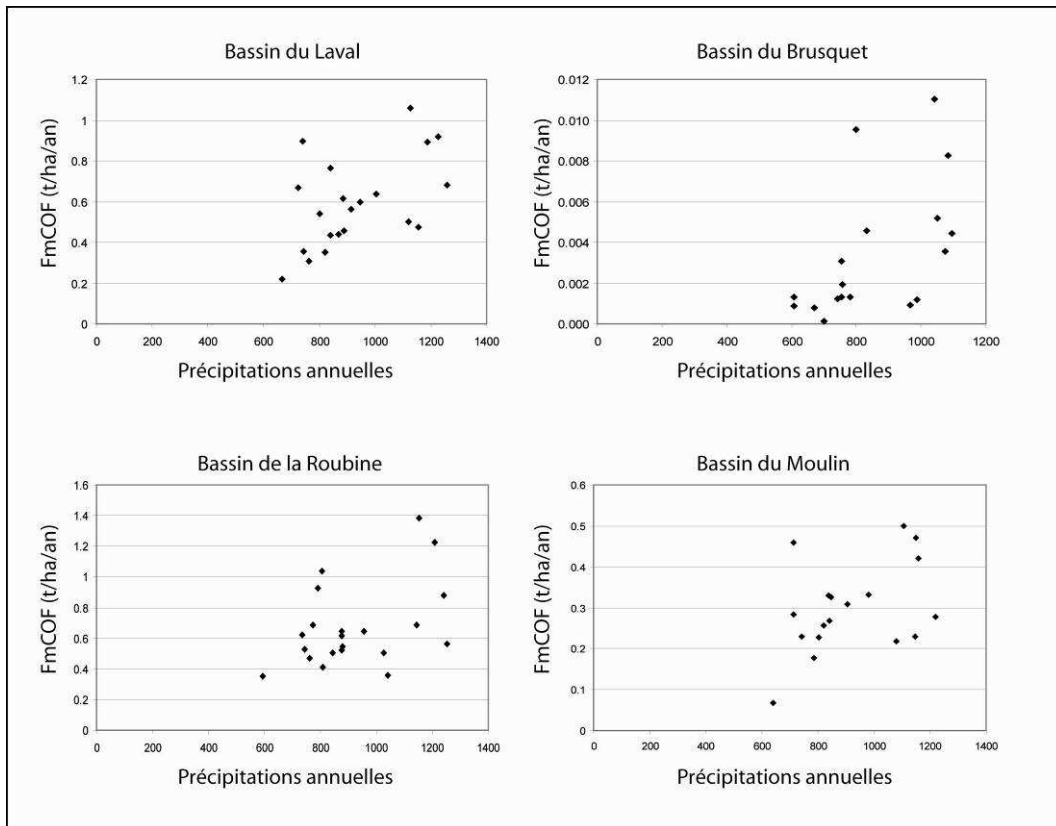 Bassin du Laval
FmCOF (t/ha/an)
1.2
1
0.8
0.6
0.4
0.2
0
0 200 400 600 800 1000 1200 1400
Précipitations annuelles
Bassin du Brusquet
FmCOF (t/ha/an)
0.012
0.010
0.008
0.006
0.004
0.002
0.000
0 200 400 600 800 1000 1200
Précipitations annuelles
Bassin de la Roubine
FmCOF (t/ha/an)
1.6
1.4
1.2
1
0.8
0.6
0.4
0.2
0
0 200 400 600 800 1000 1200 1400
Précipitations annuelles
Bassin du Moulin
FmCOF (t/ha/an)
0.6
0.5
0.4
0.3
0.2
0.1
0
0 200 400 600 800 1000 1200 1400
Précipitations annuelles